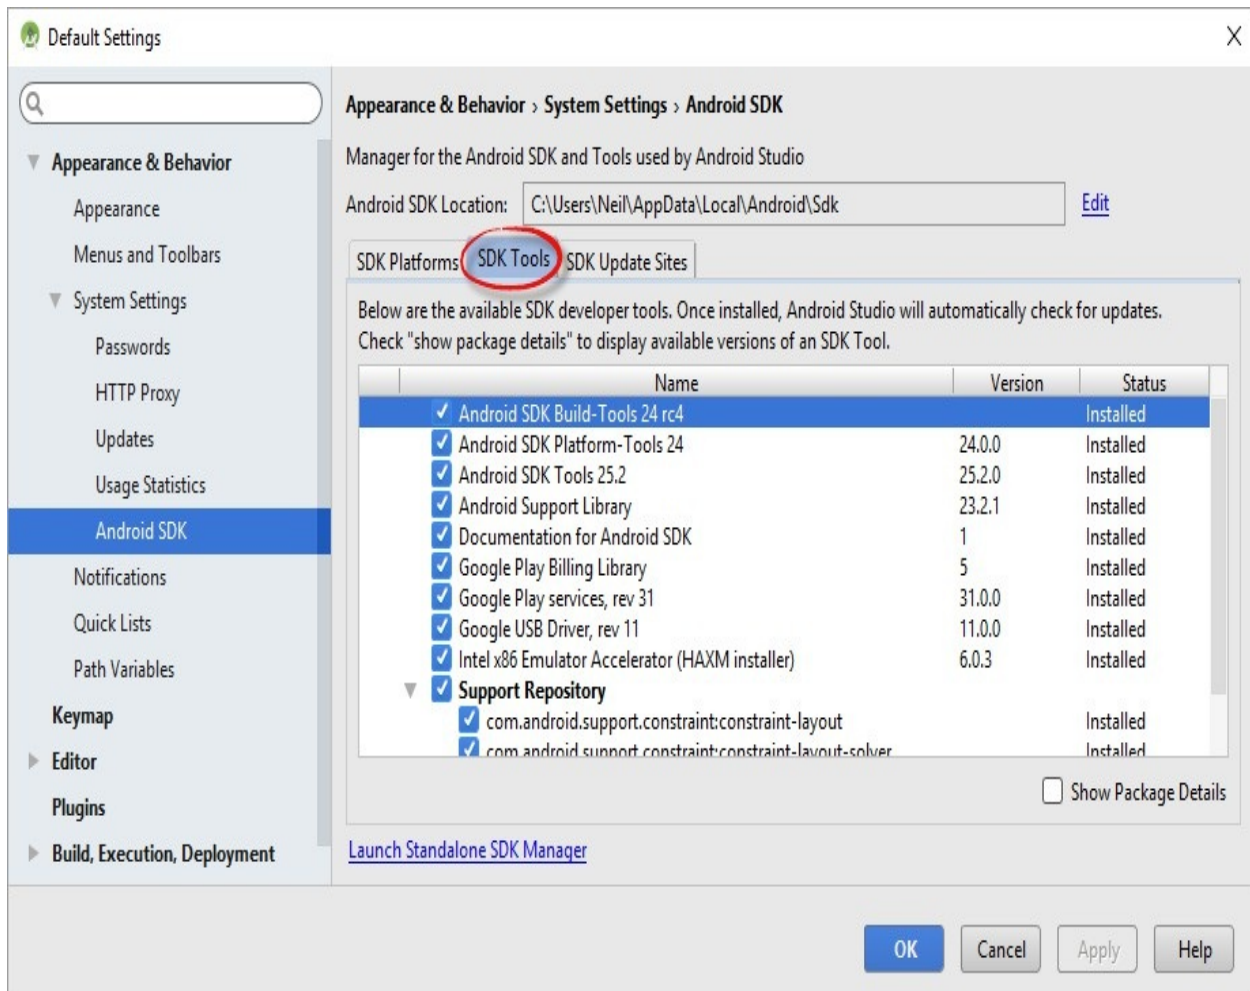 Default Settings
X
Appearance & Behavior
Appearance
Menus and Toolbars
System Settings
Passwords
HTTP Proxy
Updates
Usage Statistics
Android SDK
Notifications
Quick Lists
Path Variables
Keymap
Editor
Plugins
Build, Execution, Deployment
Appearance & Behavior › System Settings › Android SDK
Manager for the Android SDK and Tools used by Android Studio
Android SDK Location: C:\Users\Neil\AppData\Local\Android\Sdk Edit
SDK Platforms SDK Tools SDK Update Sites
Below are the available SDK developer tools. Once installed, Android Studio will automatically check for updates.
Check "show package details" to display available versions of an SDK Tool.
Name Version Status
Android SDK Build-Tools 24 rc4 Installed
Android SDK Platform-Tools 24 24.0.0 Installed
Android SDK Tools 25.2 25.2.0 Installed
Android Support Library 23.2.1 Installed
Documentation for Android SDK 1 Installed
Google Play Billing Library 5 Installed
Google Play services, rev 31 31.0.0 Installed
Google USB Driver, rev 11 11.0.0 Installed
Intel x86 Emulator Accelerator (HAXM installer) 6.0.3 Installed
Support Repository
com.android.support.constraint:constraint-layout Installed
com.android.support.constraint:constraint-layout-solver Installed
Show Package Details
Launch Standalone SDK Manager
OK Cancel Apply Help